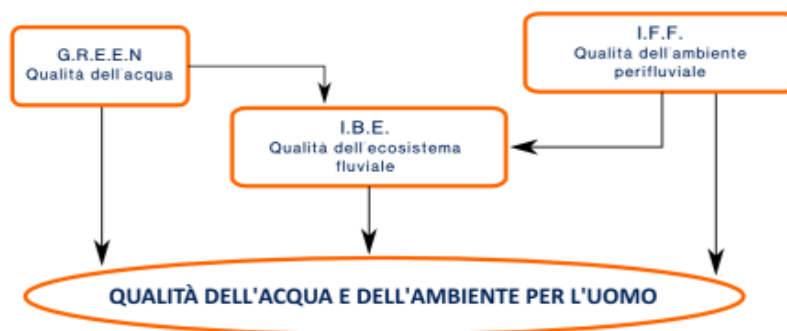 G.R.E.E.N
Qualità dell'acqua
I.F.F.
Qualità dell'ambiente
perifluviale
I.B.E.
Qualità dell'ecosistema
fluviale
QUALITÀ DELL'ACQUA E DELL'AMBIENTE PER L'UOMO